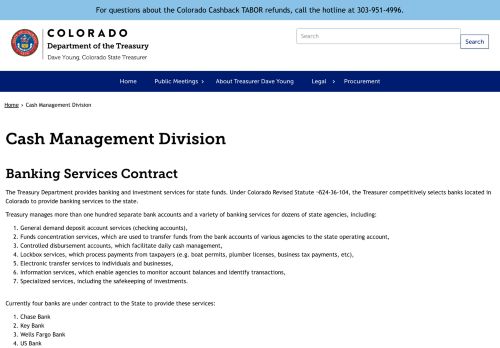 For questions about the Colorado Cashback TABOR refunds, call the hotline at 303-951-4996.
COLORADO
Department of the Treasury
Dave Young, Colorado State Treasurer
Search
Search
Home Public Meetings › About Treasurer Dave Young Legal › Procurement
Home › Cash Management Division
Cash Management Division
Banking Services Contract
The Treasury Department provides banking and investment services for state funds. Under Colorado Revised Statute -§24-36-104, the Treasurer competitively selects banks located in
Colorado to provide banking services to the state.
Treasury manages more than one hundred separate bank accounts and a variety of banking services for dozens of state agencies, including:
1. General demand deposit account services (checking accounts),
2. Funds concentration services, which are used to transfer funds from the bank accounts of various agencies to the state operating account,
3. Controlled disbursement accounts, which facilitate daily cash management,
4. Lockbox services, which process payments from taxpayers (e.g. boat permits, plumber licenses, business tax payments, etc),
5. Electronic transfer services to individuals and businesses,
6. Information services, which enable agencies to monitor account balances and identify transactions,
7. Specialized services, including the safekeeping of investments.
Currently four banks are under contract to the State to provide these services:
1. Chase Bank
2. Key Bank
3. Wells Fargo Bank
4. US Bank